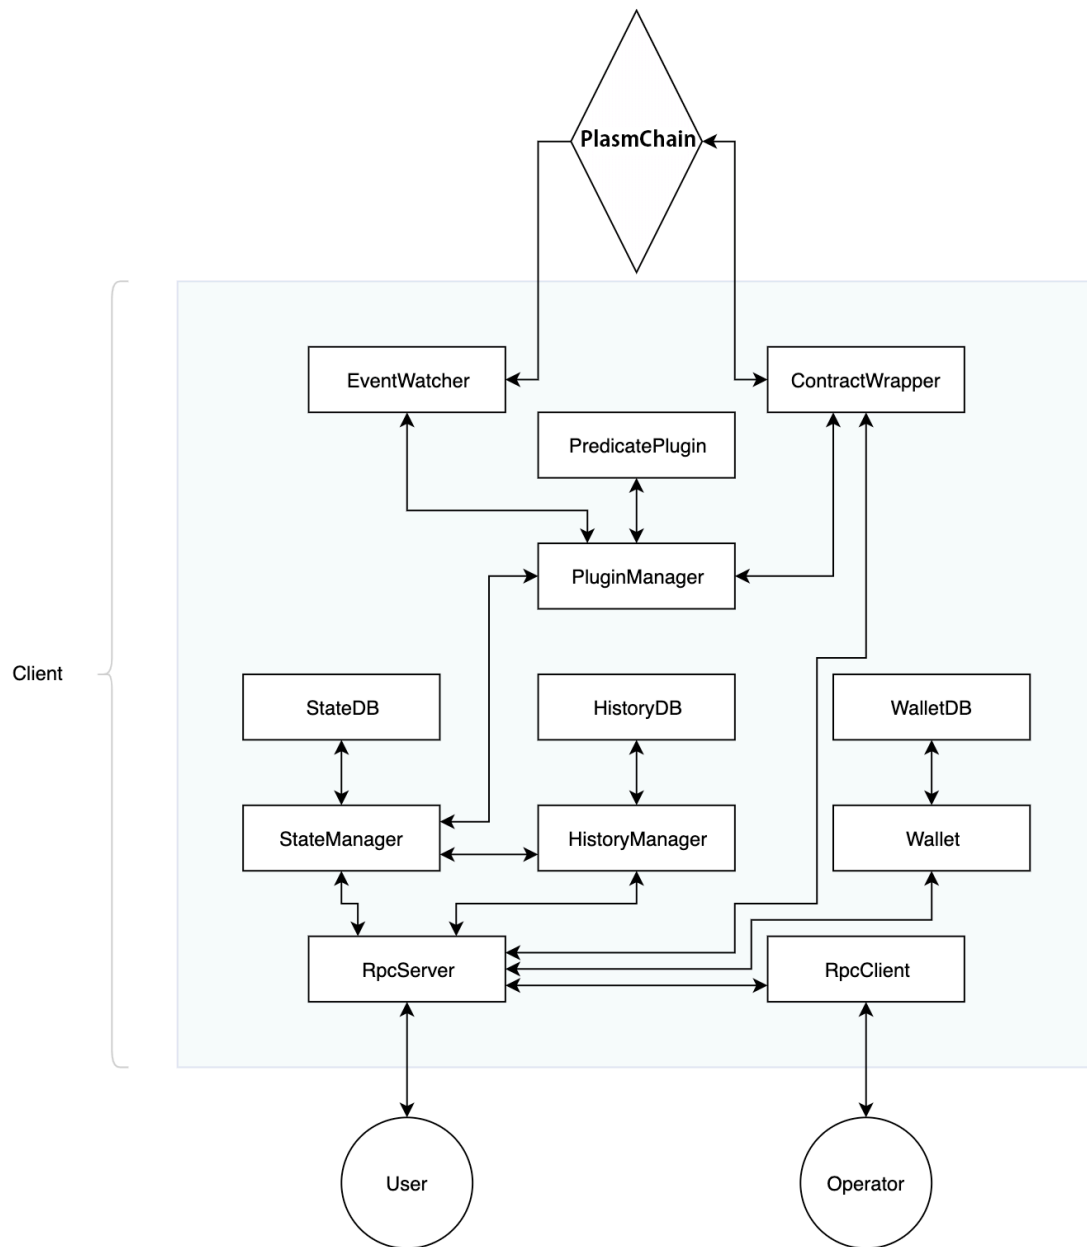 PlasmChain
EventWatcher
ContractWrapper
PredicatePlugin
PluginManager
Client
StateDB
HistoryDB
WalletDB
StateManager
HistoryManager
Wallet
RpcServer
RpcClient
User
Operator